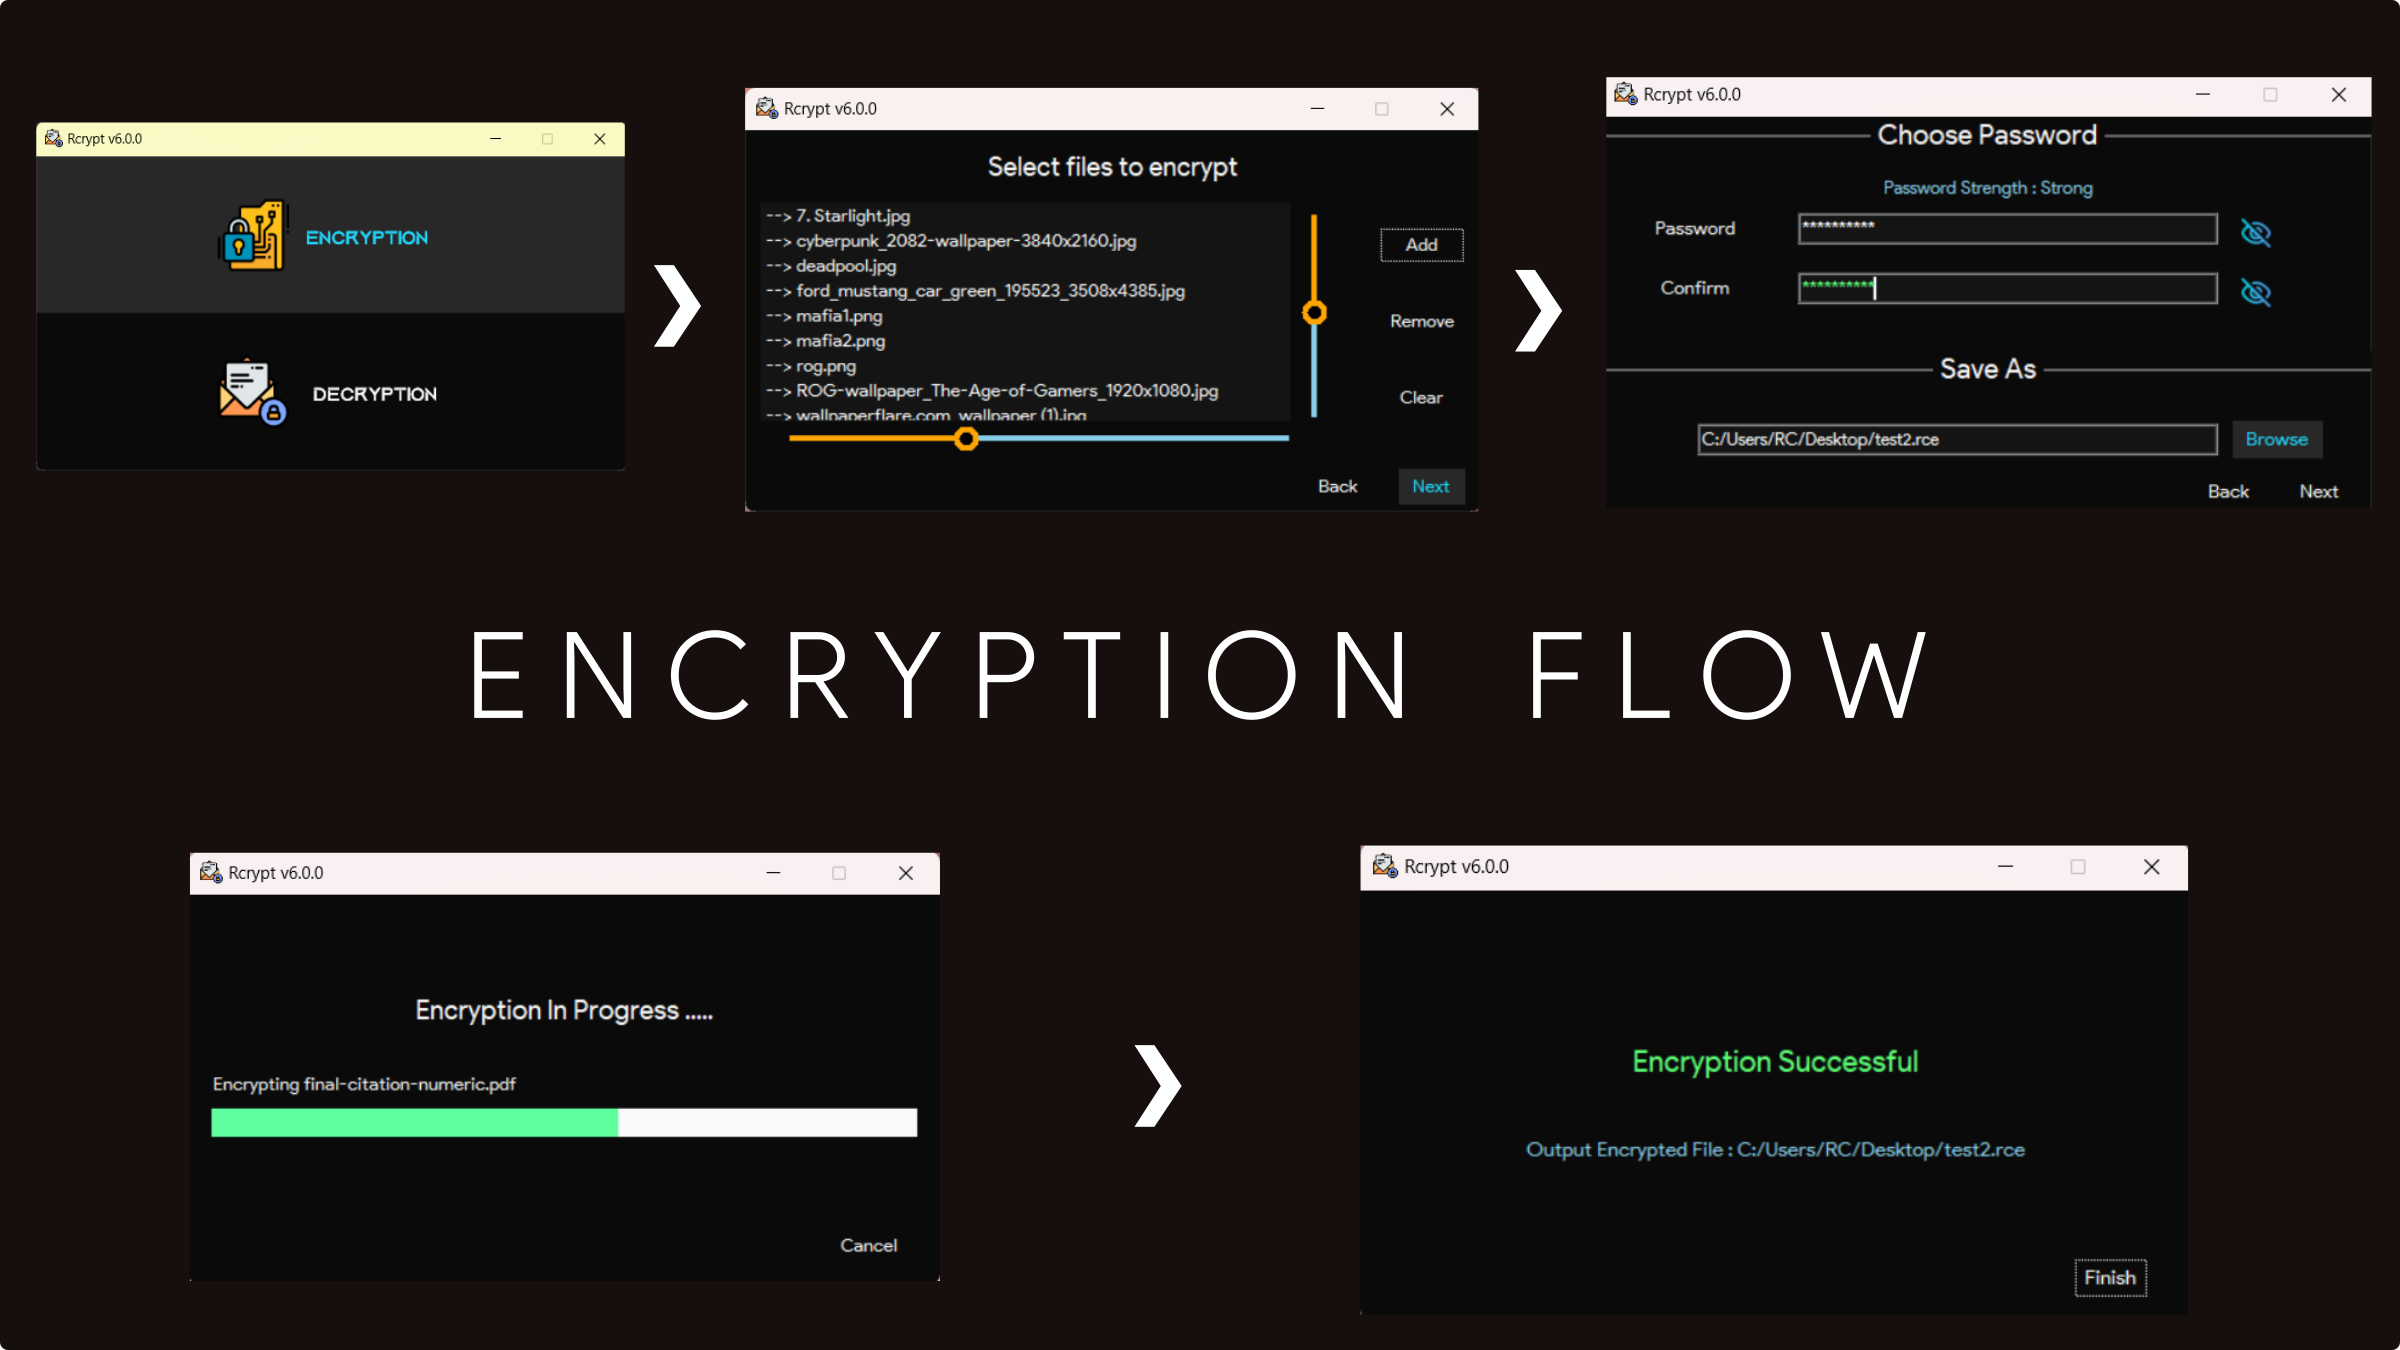 Rcrypt v6.0.0
ENCRYPTION
DECRYPTION
Rcrypt v6.0.0
Select files to encrypt
--> 7. Starlight.jpg
--> cyberpunk_2082-wallpaper-3840x2160.jpg
--> deadpool.jpg
--> ford_mustang_car_green_195523_3508x4385.jpg
--> mafia1.png
--> mafia2.png
--> rog.png
--> ROG-wallpaper_The-Age-of-Gamers_1920x1080.jpg
--> wallpaperflare.com_wallpaper (1).jpg
Add
Remove
Clear
Back Next
Rcrypt v6.0.0
Choose Password
Password Strength : Strong
Password **********
Confirm **********
Save As
C:/Users/RC/Desktop/test2.rce Browse
Back Next
ENCRYPTION FLOW
Rcrypt v6.0.0
Encryption In Progress .....
Encrypting final-citation-numeric.pdf
Cancel
Rcrypt v6.0.0
Encryption Successful
Output Encrypted File : C:/Users/RC/Desktop/test2.rce
Finish